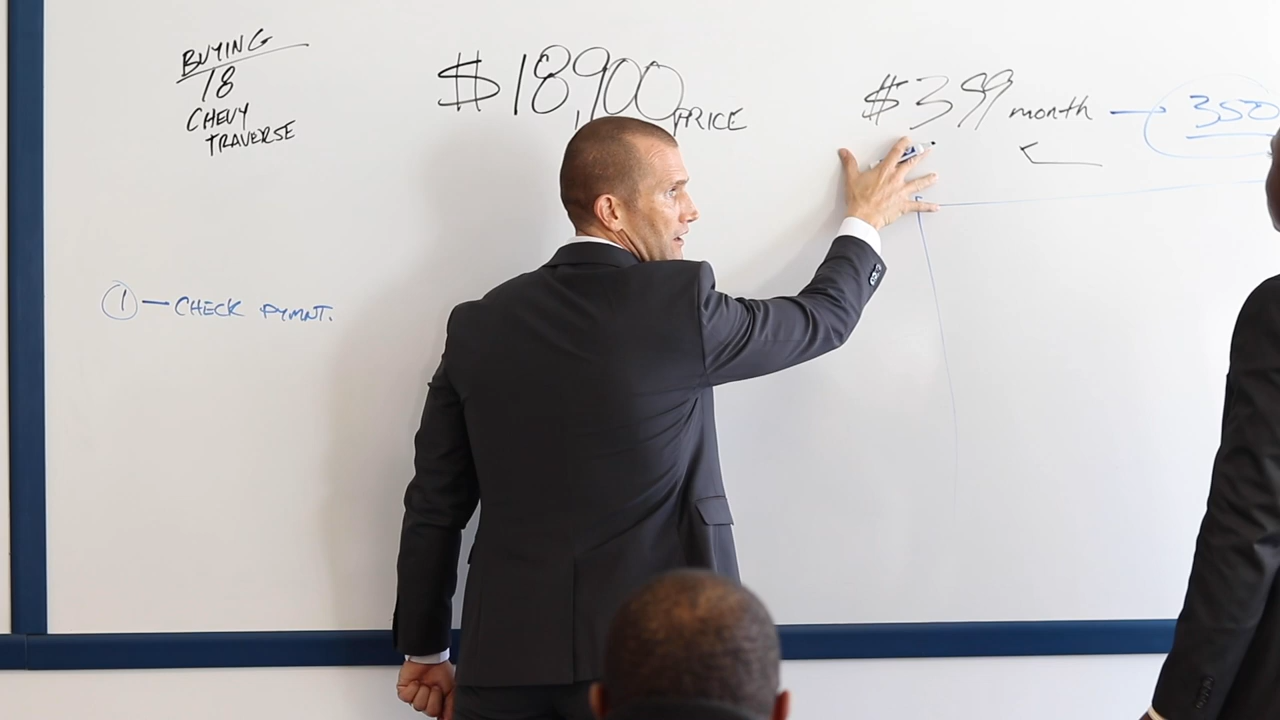 BUYING
18
CHEVY
TRAVERSE
$18,900 PRICE
$399 month — 350
① — CHECK PYMNT.